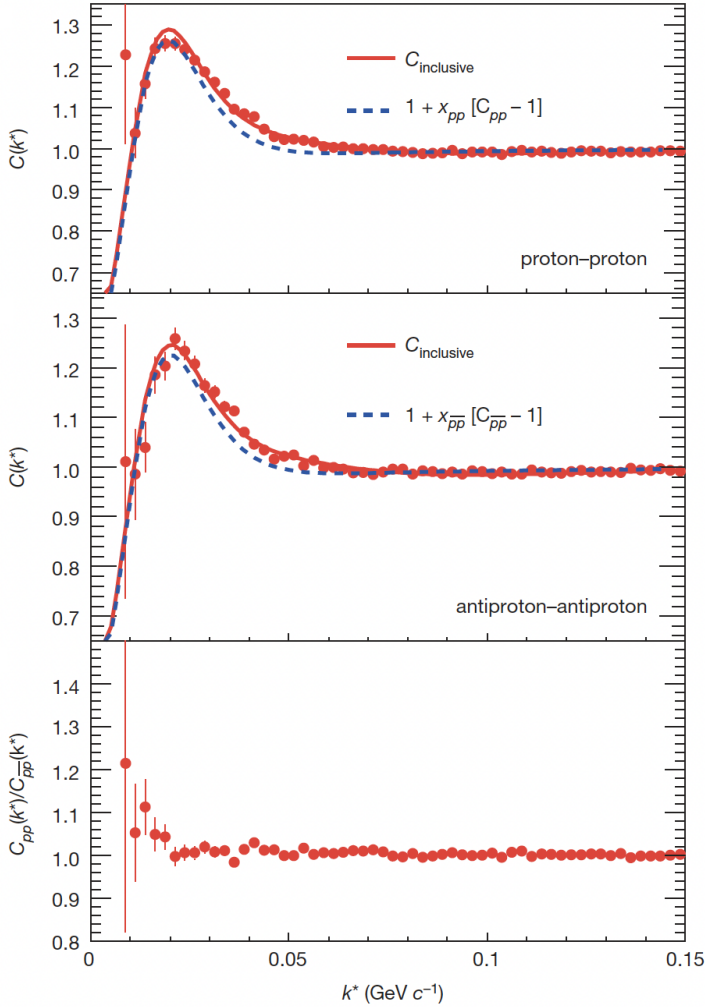 1.3
1.2
1.1
1.0
0.9
0.8
0.7
C(k*)
C_inclusive
1 + x_pp [C_pp – 1]
proton–proton
1.3
1.2
1.1
1.0
0.9
0.8
0.7
C(k*)
C_inclusive
1 + x_p̅p̅ [C_p̅p̅ – 1]
antiproton–antiproton
1.4
1.3
1.2
1.1
1.0
0.9
0.8
C_pp(k*)/C_p̅p̅(k*)
0 0.05 0.10 0.15
k* (GeV c⁻¹)